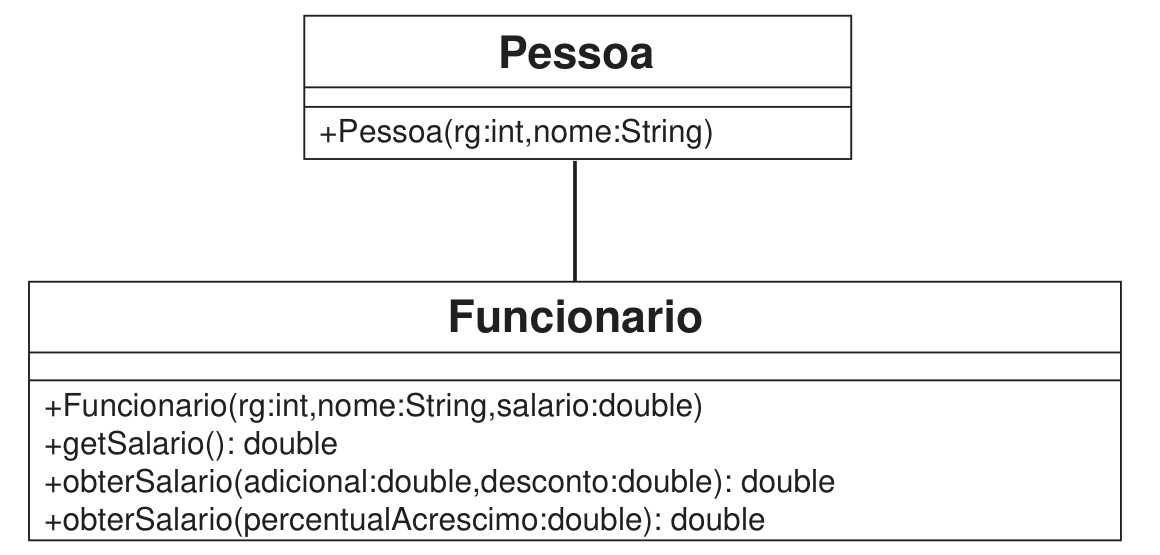 Pessoa
+Pessoa(rg:int,nome:String)
Funcionario
+Funcionario(rg:int,nome:String,salario:double)
+getSalario(): double
+obterSalario(adicional:double,desconto:double): double
+obterSalario(percentualAcrescimo:double): double